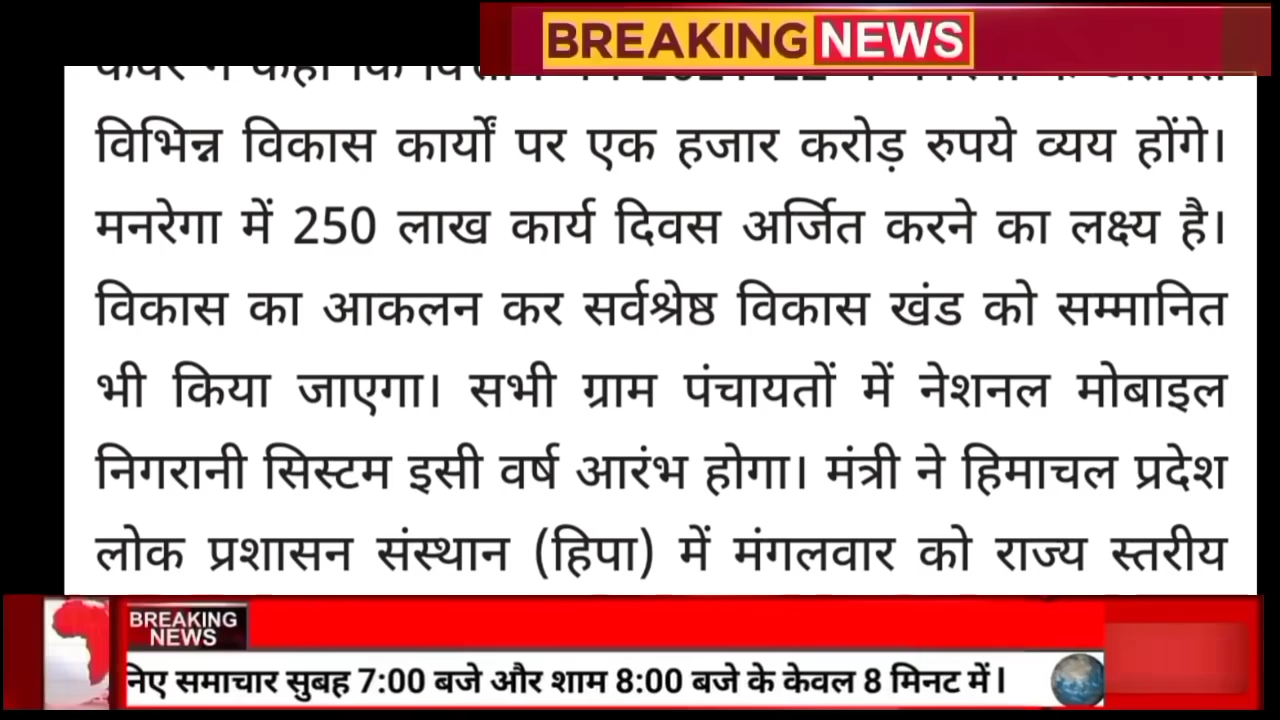 BREAKING NEWS
विभिन्न विकास कार्यों पर एक हजार करोड़ रुपये व्यय होंगे।
मनरेगा में 250 लाख कार्य दिवस अर्जित करने का लक्ष्य है।
विकास का आकलन कर सर्वश्रेष्ठ विकास खंड को सम्मानित
भी किया जाएगा। सभी ग्राम पंचायतों में नेशनल मोबाइल
निगरानी सिस्टम इसी वर्ष आरंभ होगा। मंत्री ने हिमाचल प्रदेश
लोक प्रशासन संस्थान (हिपा) में मंगलवार को राज्य स्तरीय
BREAKING
NEWS
निए समाचार सुबह 7:00 बजे और शाम 8:00 बजे के केवल 8 मिनट में l